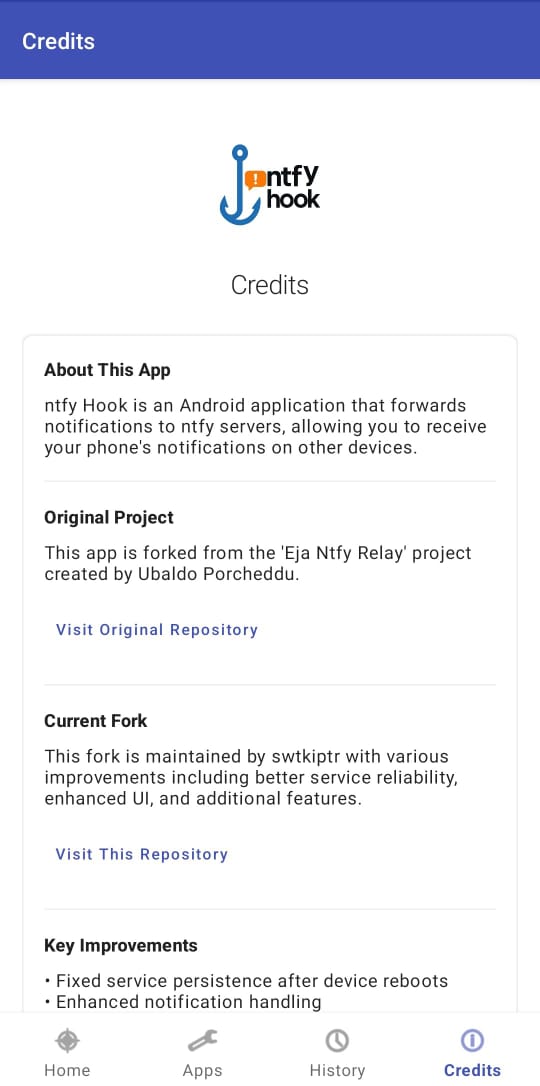 Credits
ntfy
hook
Credits
About This App
ntfy Hook is an Android application that forwards
notifications to ntfy servers, allowing you to receive
your phone's notifications on other devices.
Original Project
This app is forked from the 'Eja Ntfy Relay' project
created by Ubaldo Porcheddu.
Visit Original Repository
Current Fork
This fork is maintained by swtkiptr with various
improvements including better service reliability,
enhanced UI, and additional features.
Visit This Repository
Key Improvements
• Fixed service persistence after device reboots
• Enhanced notification handling
Home
Apps
History
Credits